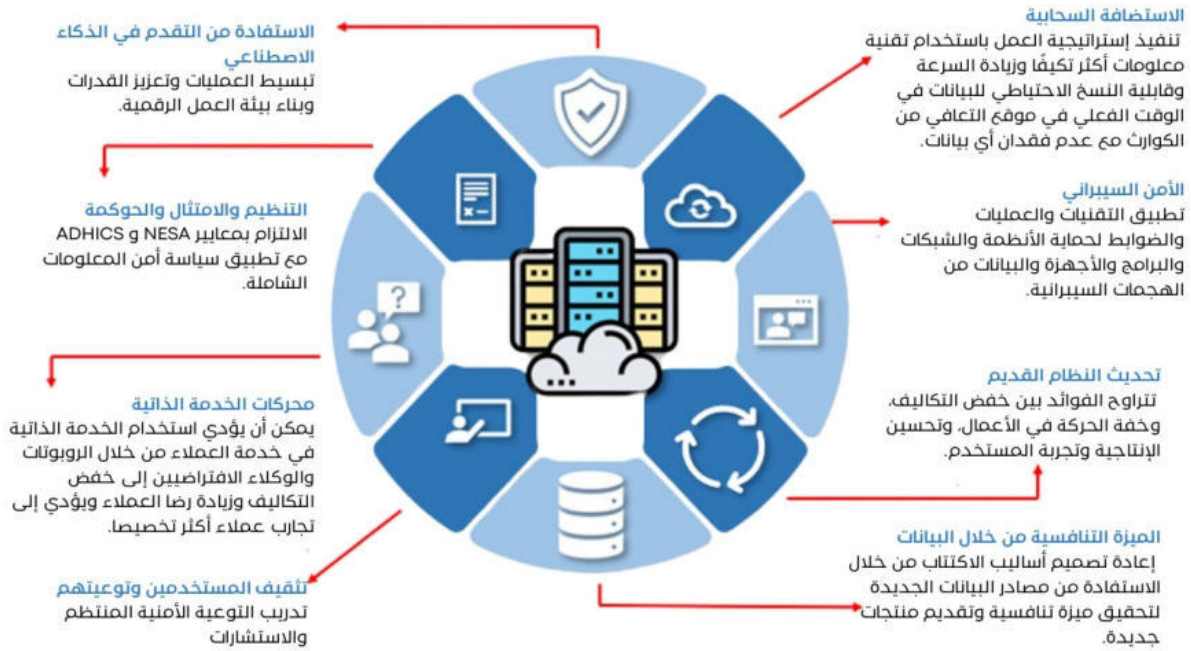 الاستضافة السحابية
تنفيذ إستراتيجية العمل باستخدام تقنية
معلومات أكثر تكيفًا وزيادة السرعة
وقابلية النسخ الاحتياطي للبيانات في
الوقت الفعلي في موقع التعافي من
الكوارث مع عدم فقدان أي بيانات.
الأمن السيبراني
تطبيق التقنيات والعمليات
والضوابط لحماية الأنظمة والشبكات
والبرامج والأجهزة والبيانات من
الهجمات السيبرانية.
تحديث النظام القديم
تتراوح الفوائد بين خفض التكاليف،
وخفة الحركة في الأعمال، وتحسين
الإنتاجية وتجربة المستخدم.
الميزة التنافسية من خلال البيانات
إعادة تصميم أساليب الاكتتاب من خلال
الاستفادة من مصادر البيانات الجديدة
لتحقيق ميزة تنافسية وتقديم منتجات
جديدة.
الاستفادة من التقدم في الذكاء
الاصطناعي
تبسيط العمليات وتعزيز القدرات
وبناء بيئة العمل الرقمية.
التنظيم والامتثال والحوكمة
الالتزام بمعايير NESA و ADHICS
مع تطبيق سياسة أمن المعلومات
الشاملة.
محركات الخدمة الذاتية
يمكن أن يؤدي استخدام الخدمة الذاتية
في خدمة العملاء من خلال الروبوتات
والوكلاء الافتراضيين إلى خفض
التكاليف وزيادة رضا العملاء ويؤدي إلى
تجارب عملاء أكثر تخصيصا.
تثقيف المستخدمين وتوعيتهم
تدريب التوعية الأمنية المنتظم
والاستشارات
?